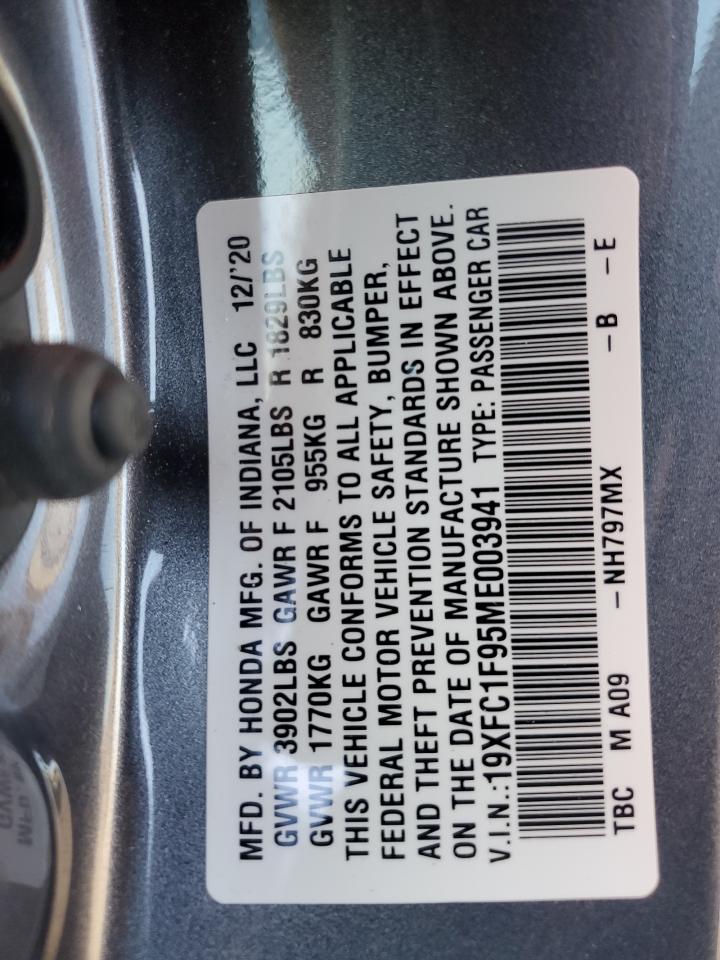 MFD. BY HONDA MFG. OF INDIANA, LLC 12/'20
GVWR 3902LBS GAWR F 2105LBS R 1829LBS
GVWR 1770KG GAWR F 955KG R 830KG
THIS VEHICLE CONFORMS TO ALL APPLICABLE
FEDERAL MOTOR VEHICLE SAFETY, BUMPER,
AND THEFT PREVENTION STANDARDS IN EFFECT
ON THE DATE OF MANUFACTURE SHOWN ABOVE.
V.I.N.:19XFC1F95ME003941 TYPE: PASSENGER CAR
TBC M A09 –NH797MX –B –E